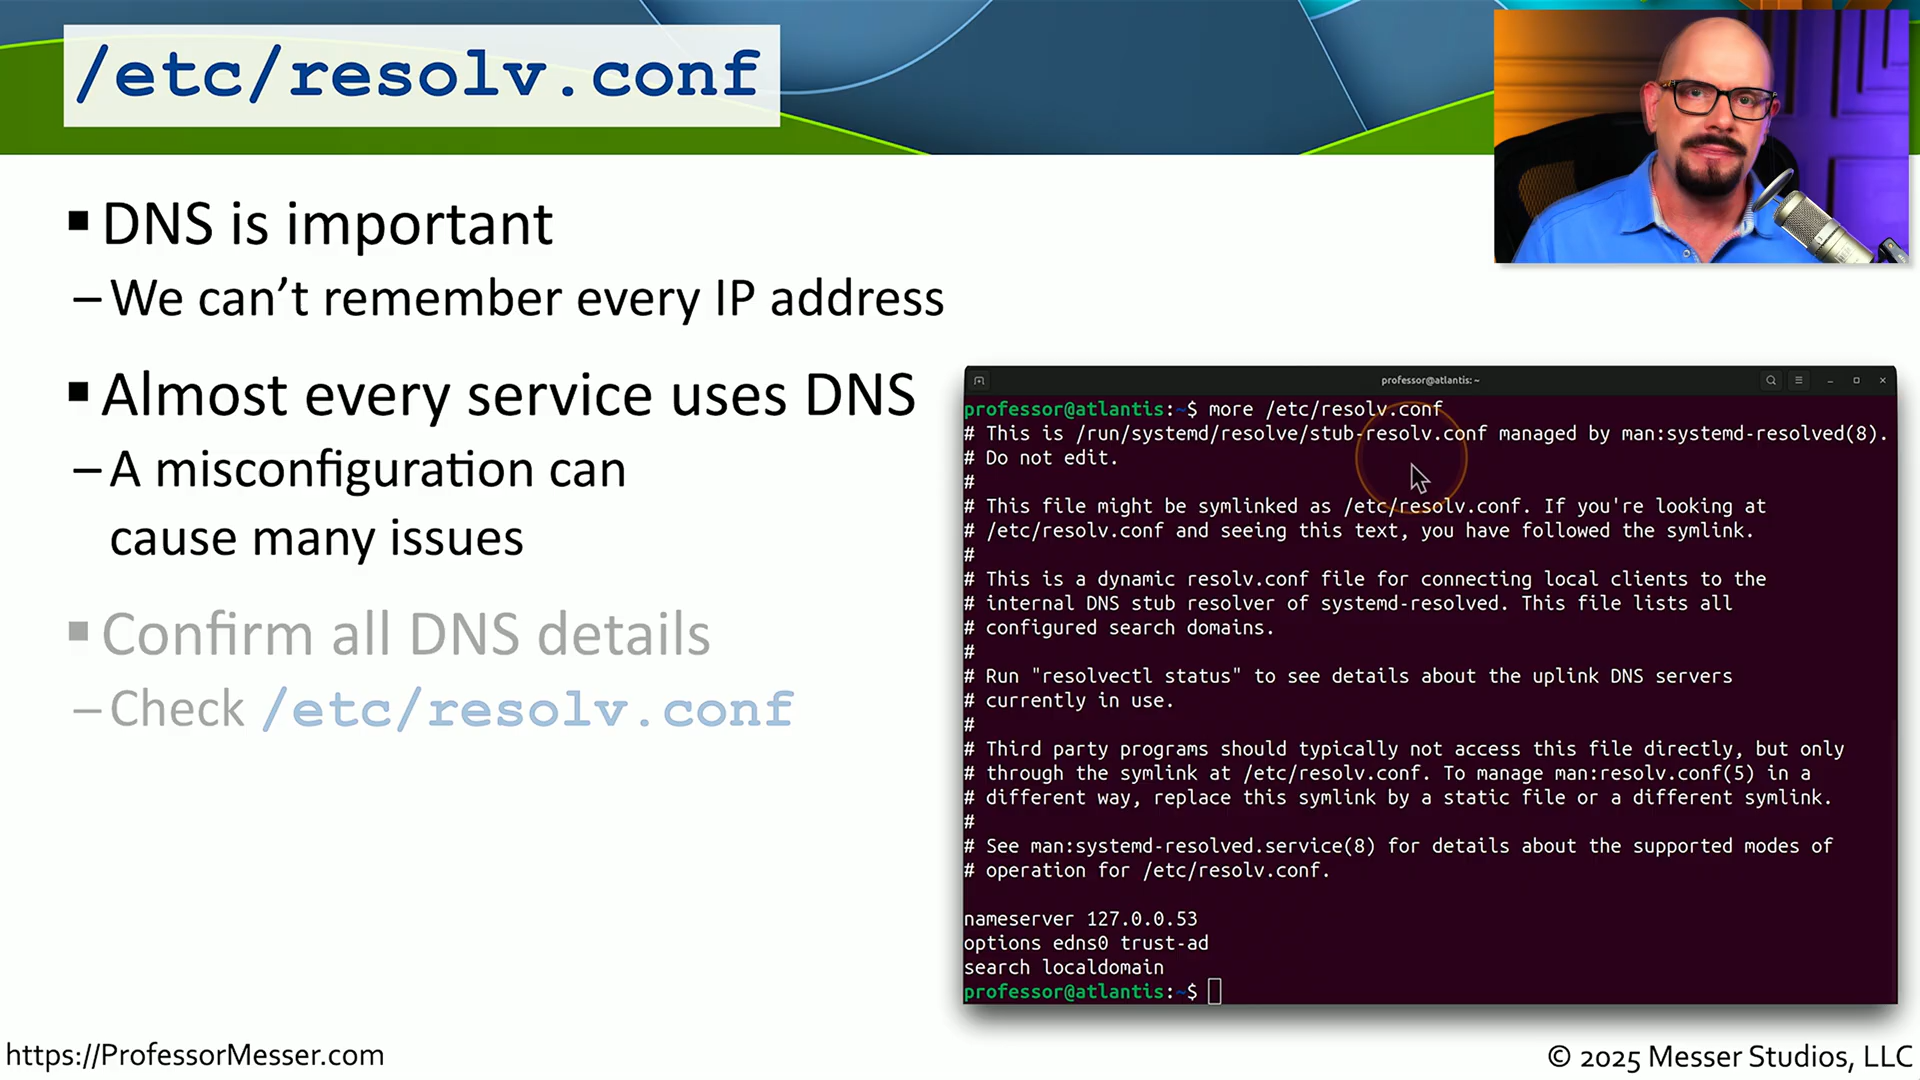 /etc/resolv.conf
▪ DNS is important
– We can’t remember every IP address
▪ Almost every service uses DNS
– A misconfiguration can
cause many issues
▪ Confirm all DNS details
– Check /etc/resolv.conf
professor@atlantis: ~
professor@atlantis:~$ more /etc/resolv.conf
# This is /run/systemd/resolve/stub-resolv.conf managed by man:systemd-resolved(8).
# Do not edit.
#
# This file might be symlinked as /etc/resolv.conf. If you're looking at
# /etc/resolv.conf and seeing this text, you have followed the symlink.
#
# This is a dynamic resolv.conf file for connecting local clients to the
# internal DNS stub resolver of systemd-resolved. This file lists all
# configured search domains.
#
# Run "resolvectl status" to see details about the uplink DNS servers
# currently in use.
#
# Third party programs should typically not access this file directly, but only
# through the symlink at /etc/resolv.conf. To manage man:resolv.conf(5) in a
# different way, replace this symlink by a static file or a different symlink.
#
# See man:systemd-resolved.service(8) for details about the supported modes of
# operation for /etc/resolv.conf.
nameserver 127.0.0.53
options edns0 trust-ad
search localdomain
professor@atlantis:~$
https://ProfessorMesser.com
© 2025 Messer Studios, LLC